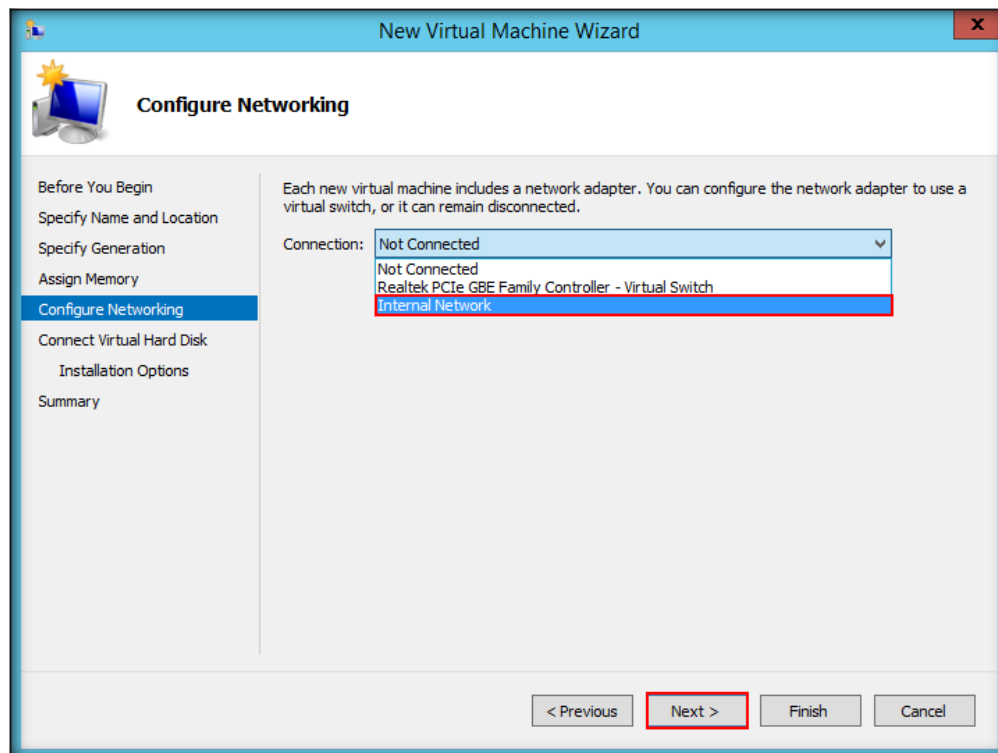 New Virtual Machine Wizard
x
Configure Networking
Before You Begin
Specify Name and Location
Specify Generation
Assign Memory
Configure Networking
Connect Virtual Hard Disk
Installation Options
Summary
Each new virtual machine includes a network adapter. You can configure the network adapter to use a
virtual switch, or it can remain disconnected.
Connection: Not Connected
Not Connected
Realtek PCIe GBE Family Controller - Virtual Switch
Internal Network
< Previous Next > Finish Cancel